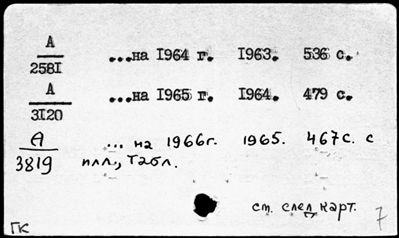 А
2581 ...на 1964 г. 1963. 536 с.
А
3120 ...на 1965 г. 1964. 479 с.
А ... на 1966г. 1965. 467с. с
3819 илл., табл.
см. след. карт. 7
ГК